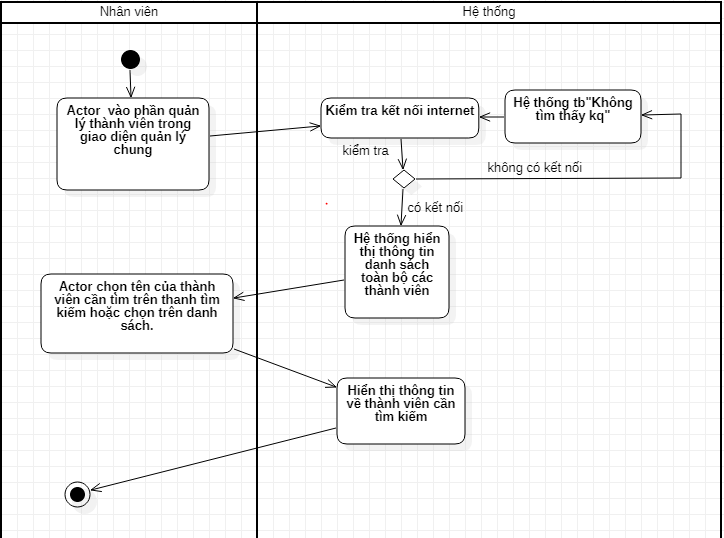 Nhân viên
Hệ thống
Actor  vào phần quản
lý thành viên trong
giao diện quản lý
chung
Kiểm tra kết nối internet
Hệ thống tb"Không
tìm thấy kq"
kiểm tra
không có kết nối
có kết nối
Hệ thống hiển
thị thông tin
danh sách
toàn bộ các
thành viên
Actor chọn tên của thành
viên cần tìm trên thanh tìm
kiếm hoặc chọn trên danh
sách.
Hiển thị thông tin
về thành viên cần
tìm kiếm